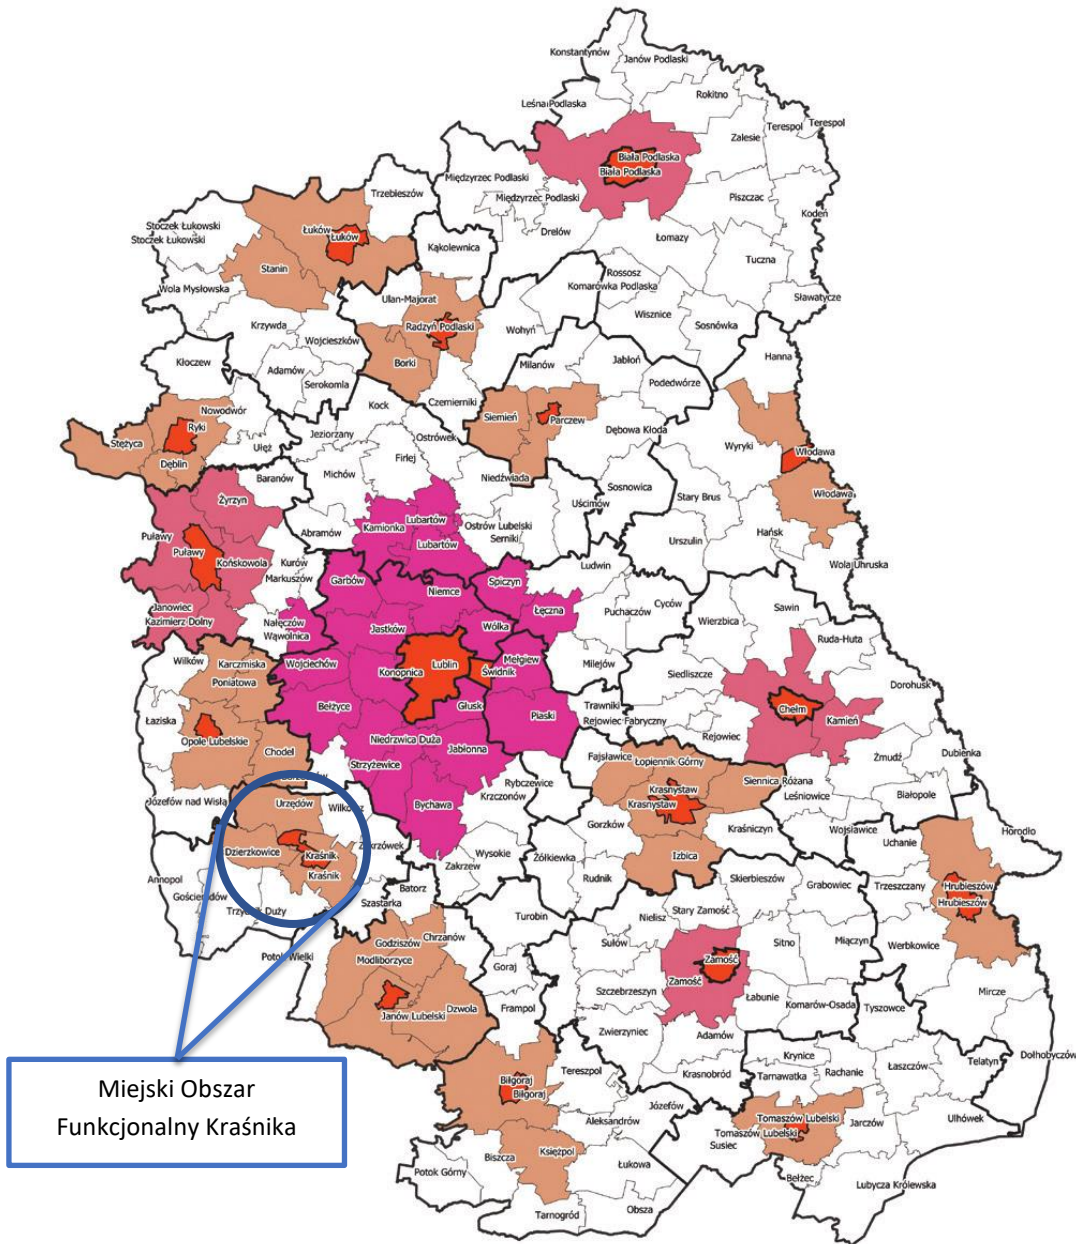 Konstantynów
Janów Podlaski
Rokitno
Leśna Podlaska
Terespol
Terespol
Zalesie
Biała Podlaska
Biała Podlaska
Międzyrzec Podlaski
Międzyrzec Podlaski
Piszczac
Kodeń
Trzebieszów
Drelów
Łomazy
Stoczek Łukowski
Stoczek Łukowski
Łuków
Łuków
Kąkolewnica
Tuczna
Stanin
Rossosz
Komarówka Podlaska
Sławatycze
Wola Mysłowska
Ulan-Majorat
Wisznice
Sosnówka
Krzywda
Radzyń Podlaski
Wohyń
Wojcieszków
Hanna
Kłoczew
Borki
Milanów
Jabłoń
Podedwórze
Adamów
Serokomla
Czemierniki
Nowodwór
Kock
Siemień
Parczew
Ryki
Stężyca
Jeziorzany
Ostrówek
Dębowa Kłoda
Wyryki
Włodawa
Ułęż
Firlej
Dęblin
Michów
Niedźwiada
Baranów
Sosnowica
Stary Brus
Włodawa
Żyrzyn
Uścimów
Abramów
Kamionka
Lubartów
Lubartów
Ostrów Lubelski
Serniki
Urszulin
Hańsk
Puławy
Puławy
Końskowola
Kurów
Markuszów
Garbów
Niemce
Spiczyn
Ludwin
Wola Uhruska
Janowiec
Kazimierz Dolny
Nałęczów
Wąwolnica
Jastków
Wólka
Łęczna
Puchaczów
Cyców
Wierzbica
Sawin
Ruda-Huta
Wilków
Karczmiska
Wojciechów
Lublin
Konopnica
Świdnik
Mełgiew
Milejów
Siedliszcze
Dorohusk
Poniatowa
Bełżyce
Głusk
Piaski
Trawniki
Rejowiec Fabryczny
Chełm
Kamień
Łaziska
Opole Lubelskie
Rejowiec
Chodel
Niedrzwica Duża
Jabłonna
Fajsławice
Łopiennik Górny
Żmudź
Dubienka
Strzyżewice
Rybczewice
Krzczonów
Krasnystaw
Krasnystaw
Siennica Różana
Leśniowice
Białopole
Józefów nad Wisłą
Urzędów
Bychawa
Gorzków
Kraśniczyn
Wojsławice
Horodło
Uchanie
Dzierzkowice
Kraśnik
Kraśnik
Wysokie
Zakrzew
Żółkiewka
Izbica
Annopol
Rudnik
Skierbieszów
Grabowiec
Trzeszczany
Hrubieszów
Hrubieszów
Batorz
Szastarka
Turobin
Nielisz
Stary Zamość
Chrzanów
Godziszów
Sułów
Sitno
Miączyn
Werbkowice
Modliborzyce
Goraj
Zamość
Zamość
Szczebrzeszyn
Łabunie
Komarów-Osada
Tyszowce
Mircze
Janów Lubelski
Dzwola
Frampol
Zwierzyniec
Adamów
Krynice
Rachanie
Tarnawatka
Łaszczów
Telatyn
Dołhobyczów
Krasnobród
Tereszpol
Biłgoraj
Biłgoraj
Józefów
Aleksandrów
Tomaszów Lubelski
Tomaszów Lubelski
Susiec
Jarczów
Ulhówek
Biszcza
Księżpol
Potok Górny
Łukowa
Bełżec
Lubycza Królewska
Obsza
Tarnogród
Miejski Obszar
Funkcjonalny Kraśnika